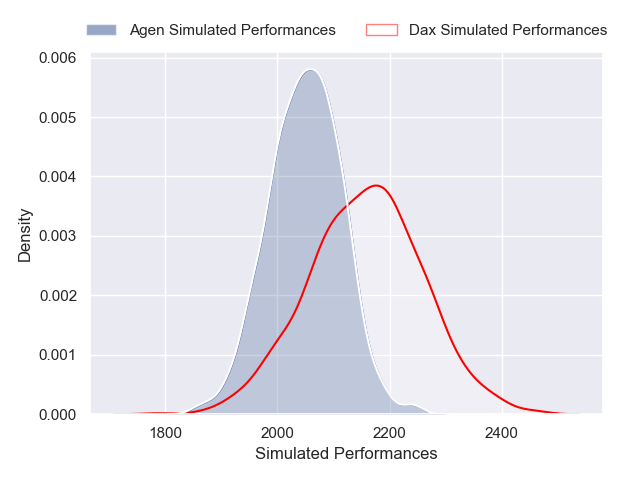 Agen Simulated Performances Dax Simulated Performances
0.006
0.005
0.004
0.003
0.002
0.001
0.000
Density
1800 2000 2200 2400
Simulated Performances